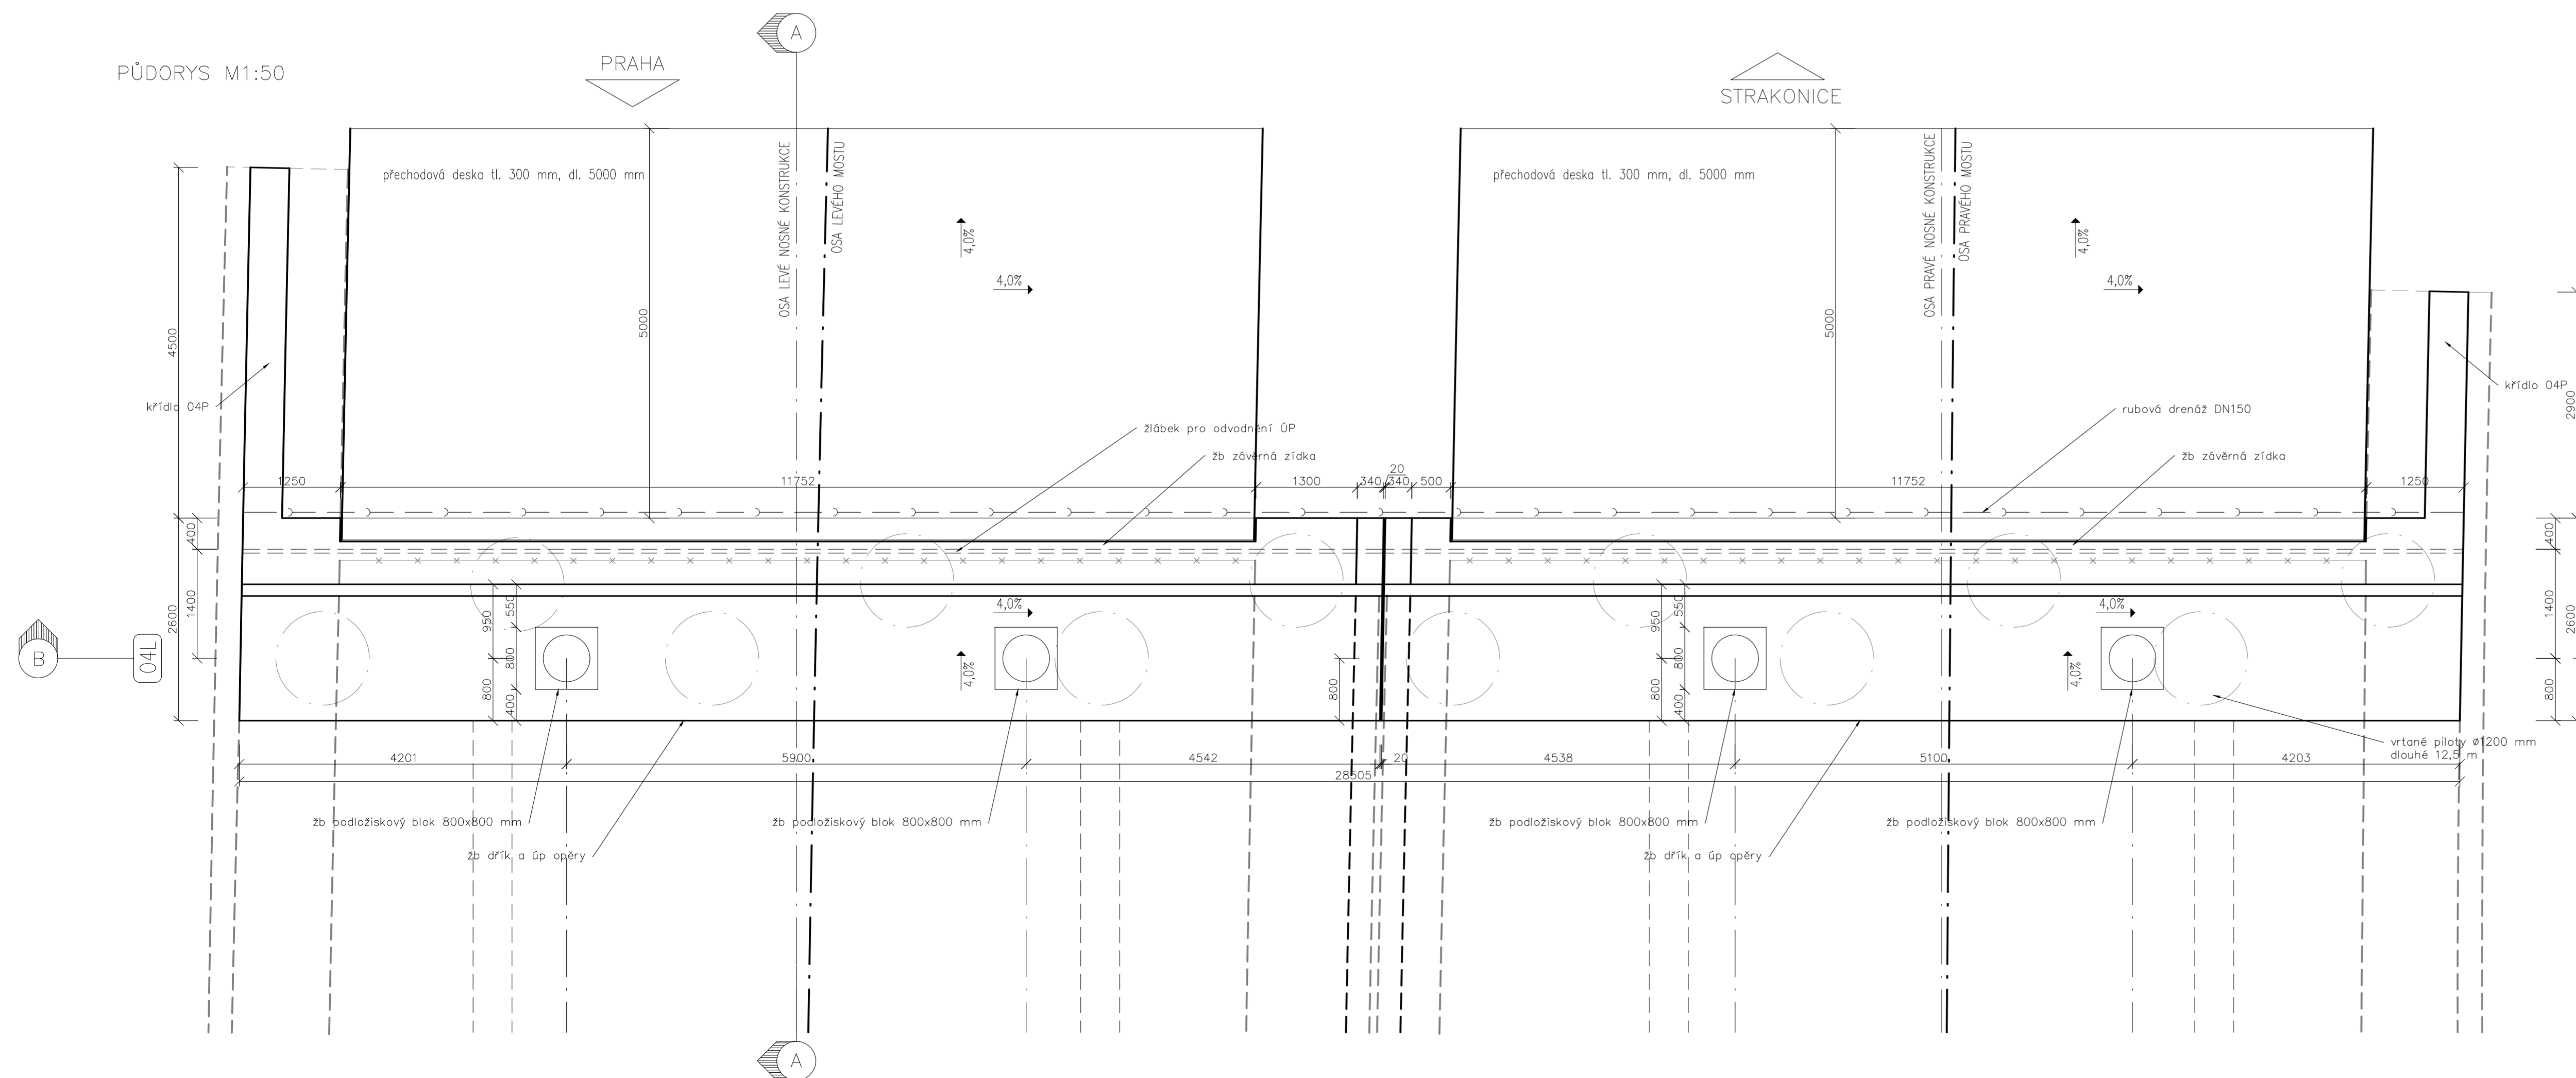 A
PŮDORYS M1:50
PRAHA
STRAKONICE
OSA LEVÉ NOSNÉ KONSTRUKCE
OSA LEVÉHO MOSTU
OSA PRAVÉ NOSNÉ KONSTRUKCE
OSA PRAVÉHO MOSTU
přechodová deska tl. 300 mm, dl. 5000 mm
přechodová deska tl. 300 mm, dl. 5000 mm
4,0%
4,0%
4,0%
4,0%
4500
5000
5000
2900
křídlo 04P
křídlo 04P
rubová drenáž DN150
žlábek pro odvodnění ÚP
žb závěrná zídka
žb závěrná zídka
1250
11752
1300
340
20
340
500
11752
1250
400
1400
2600
400
1400
2600
800
B
04L
950
800
550
800
400
4,0%
4,0%
800
950
800
550
800
400
4,0%
4,0%
vrtané piloty ø1200 mm
dlouhé 12,5 m
4201
5900
4542
20
4538
5100
4203
28505
žb podložiskový blok 800x800 mm
žb podložiskový blok 800x800 mm
žb podložiskový blok 800x800 mm
žb podložiskový blok 800x800 mm
žb dřík a úp opěry
žb dřík a úp opěry
A